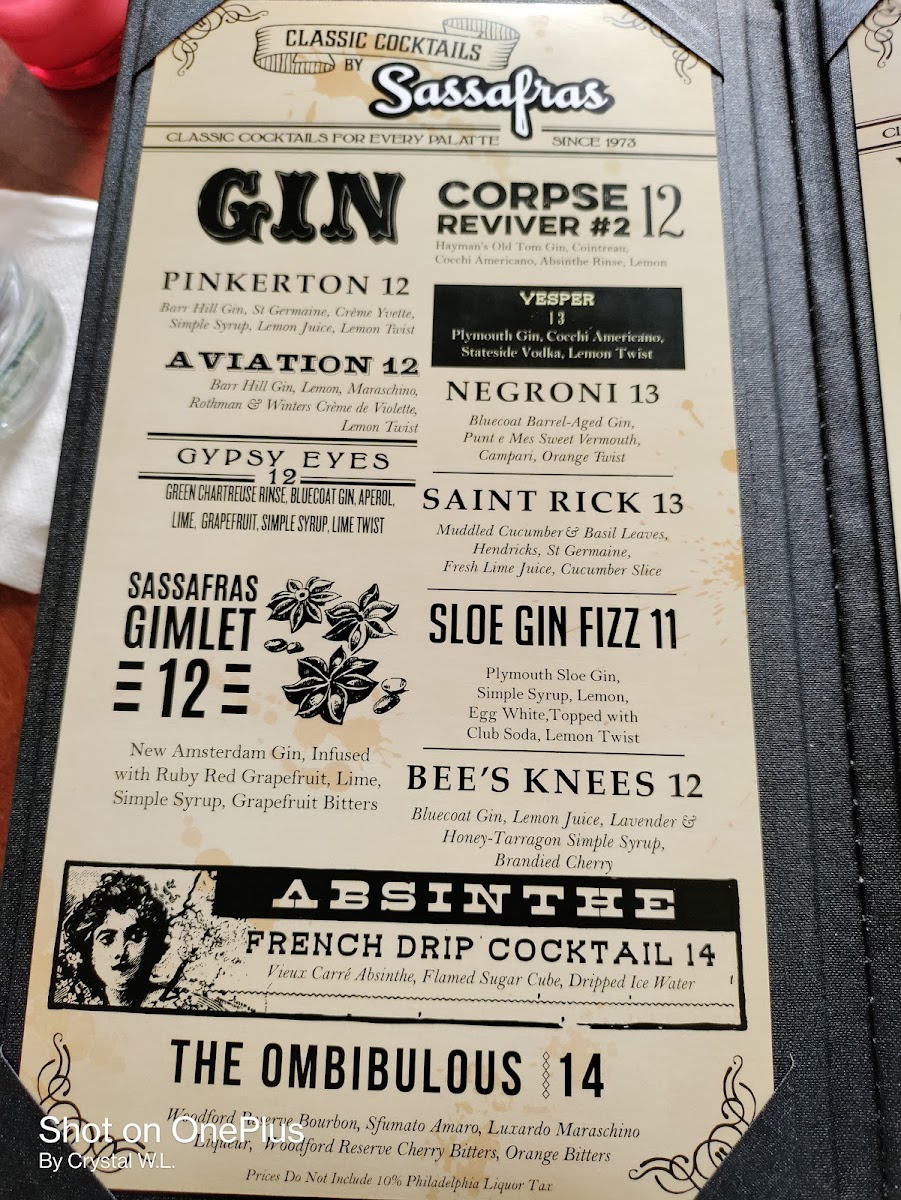 CLASSIC COCKTAILS
BY
Sassafras
CLASSIC COCKTAILS FOR EVERY PALATTE
SINCE 1973
GIN
PINKERTON 12
Barr Hill Gin, St Germaine, Crème Yvette,
Simple Syrup, Lemon Juice, Lemon Twist
AVIATION 12
Barr Hill Gin, Lemon, Maraschino,
Rothman & Winters Crème de Violette,
Lemon Twist
GYPSY EYES
12
GREEN CHARTREUSE RINSE, BLUECOAT GIN, APEROL,
LIME, GRAPEFRUIT, SIMPLE SYRUP, LIME TWIST
SASSAFRAS
GIMLET
12
New Amsterdam Gin, Infused
with Ruby Red Grapefruit, Lime,
Simple Syrup, Grapefruit Bitters
CORPSE
REVIVER #2 12
Hayman's Old Tom Gin, Cointreau,
Cocchi Americano, Absinthe Rinse, Lemon
VESPER
13
Plymouth Gin, Cocchi Americano,
Stateside Vodka, Lemon Twist
NEGRONI 13
Bluecoat Barrel-Aged Gin,
Punt e Mes Sweet Vermouth,
Campari, Orange Twist
SAINT RICK 13
Muddled Cucumber & Basil Leaves,
Hendricks, St Germaine,
Fresh Lime Juice, Cucumber Slice
SLOE GIN FIZZ 11
Plymouth Sloe Gin,
Simple Syrup, Lemon,
Egg White,Topped with
Club Soda, Lemon Twist
BEE'S KNEES 12
Bluecoat Gin, Lemon Juice, Lavender &
Honey-Tarragon Simple Syrup,
Brandied Cherry
ABSINTHE
FRENCH DRIP COCKTAIL 14
Vieux Carré Absinthe, Flamed Sugar Cube, Dripped Ice Water
THE OMBIBULOUS 14
Woodford Reserve Bourbon, Sfumato Amaro, Luxardo Maraschino
Liqueur, Woodford Reserve Cherry Bitters, Orange Bitters
Prices Do Not Include 10% Philadelphia Liquor Tax
Shot on OnePlus
By Crystal W.L.